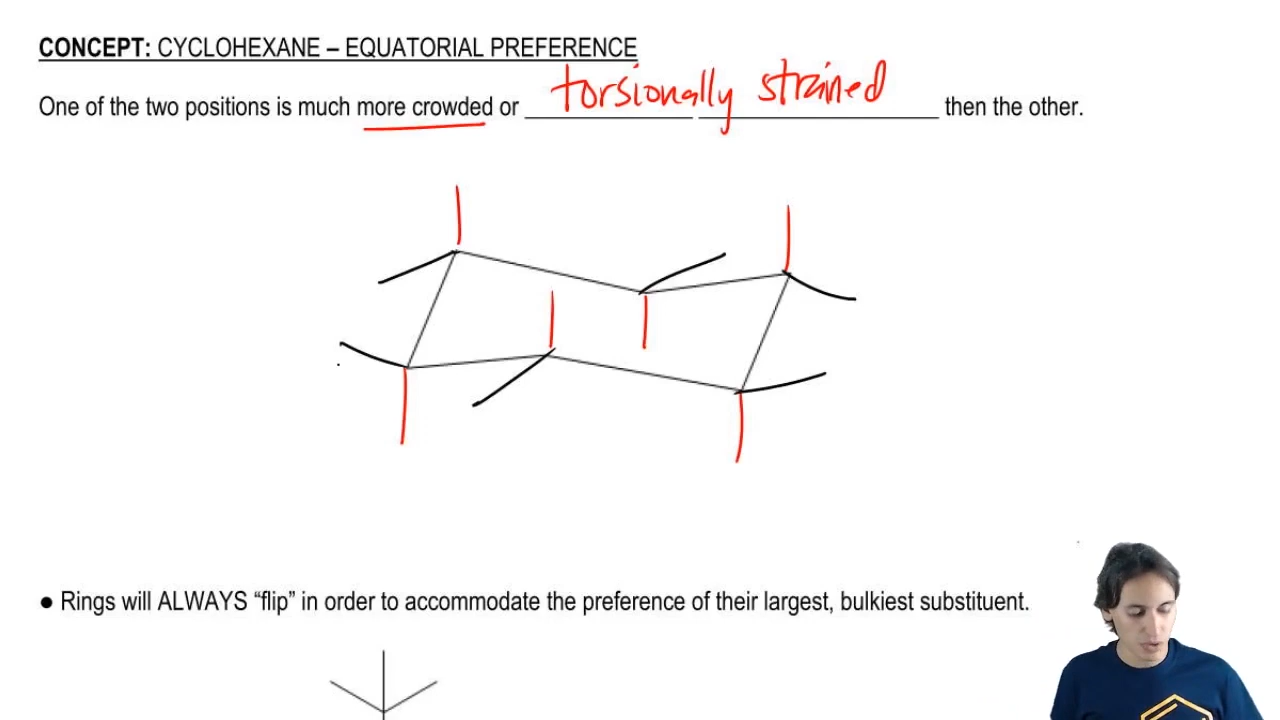 CONCEPT: CYCLOHEXANE – EQUATORIAL PREFERENCE
One of the two positions is much more crowded or torsionally strained then the other.
● Rings will ALWAYS “flip” in order to accommodate the preference of their largest, bulkiest substituent.